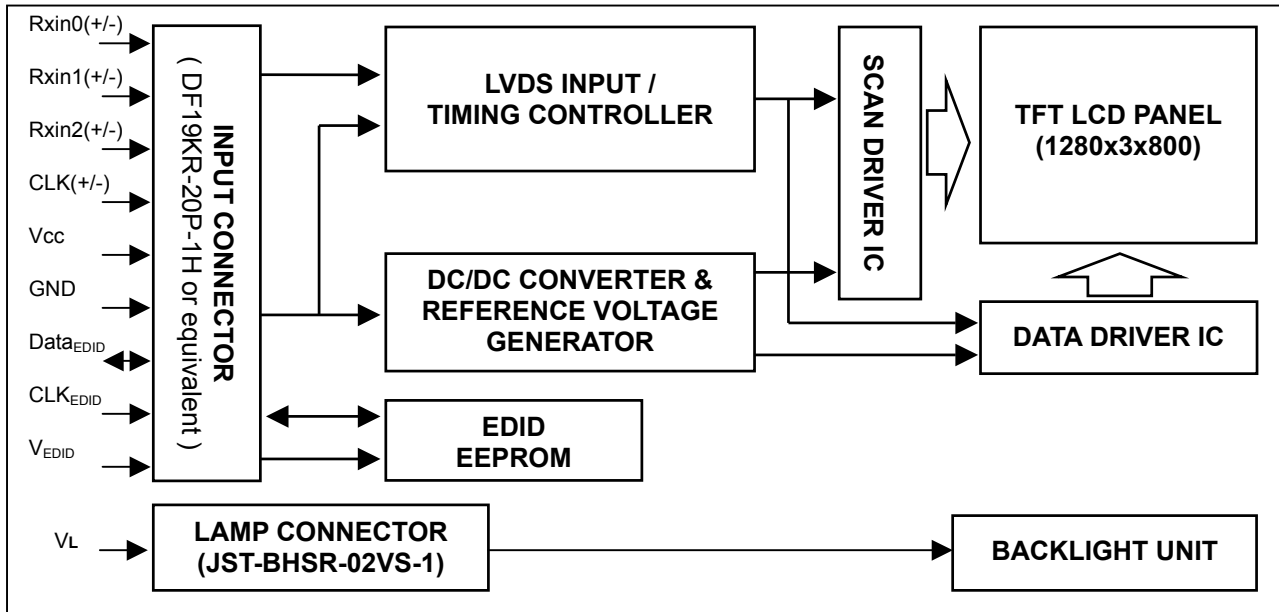 Rxin0(+/-)
Rxin1(+/-)
Rxin2(+/-)
CLK(+/-)
Vcc
GND
DataEDID
CLKEDID
VEDID
VL
INPUT CONNECTOR
( DF19KR-20P-1H or equivalent )
LVDS INPUT /
TIMING CONTROLLER
DC/DC CONVERTER &
REFERENCE VOLTAGE
GENERATOR
EDID
EEPROM
SCAN DRIVER IC
TFT LCD PANEL
(1280x3x800)
DATA DRIVER IC
LAMP CONNECTOR
(JST-BHSR-02VS-1)
BACKLIGHT UNIT